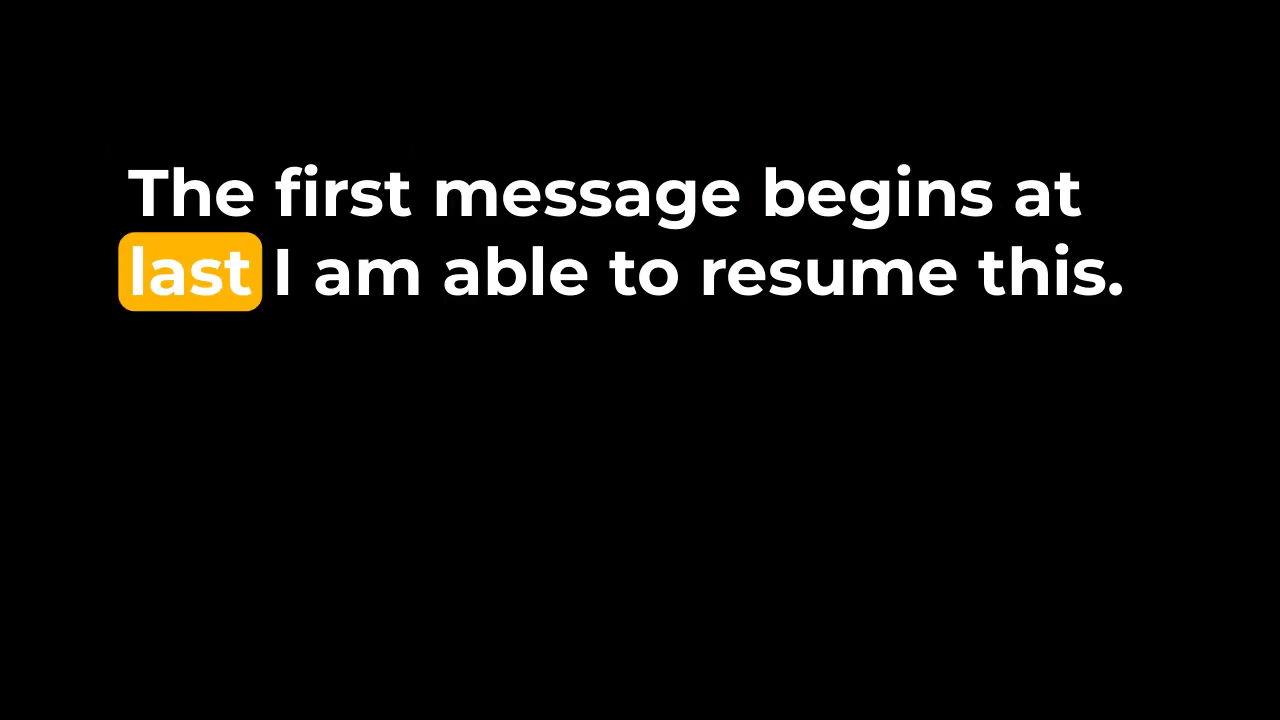 The first message begins at
last I am able to resume this.